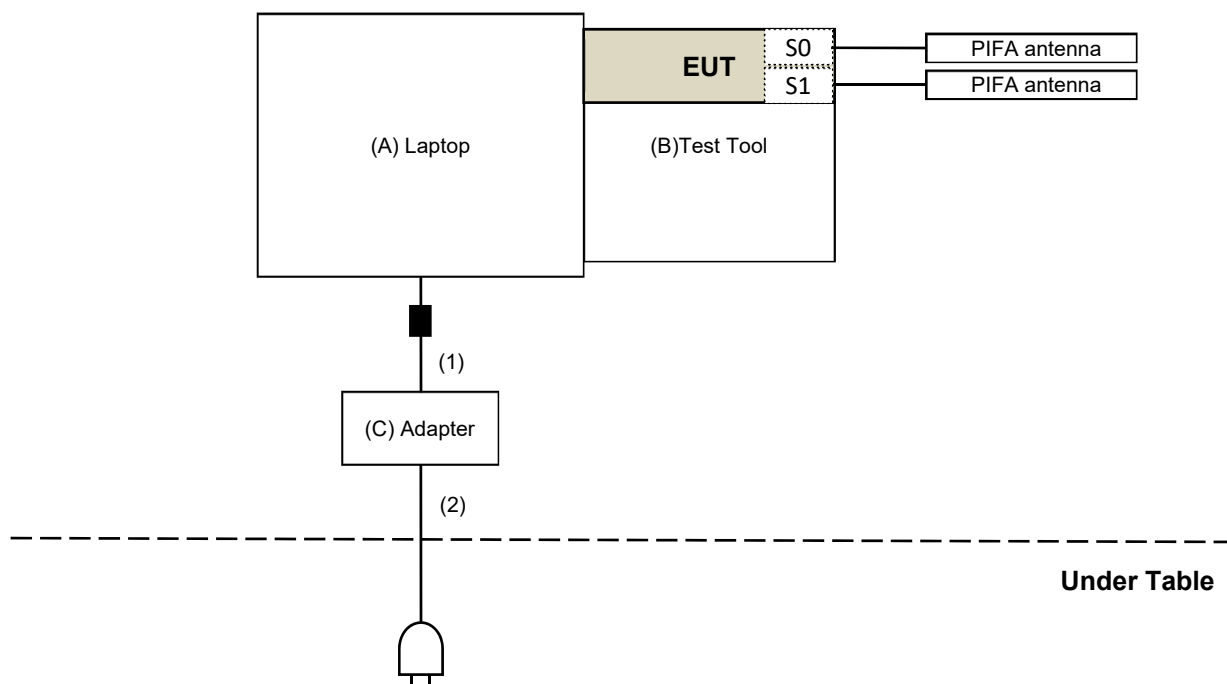 EUT
S0
PIFA antenna
S1
PIFA antenna
(A) Laptop
(B)Test Tool
(1)
(C) Adapter
(2)
Under Table